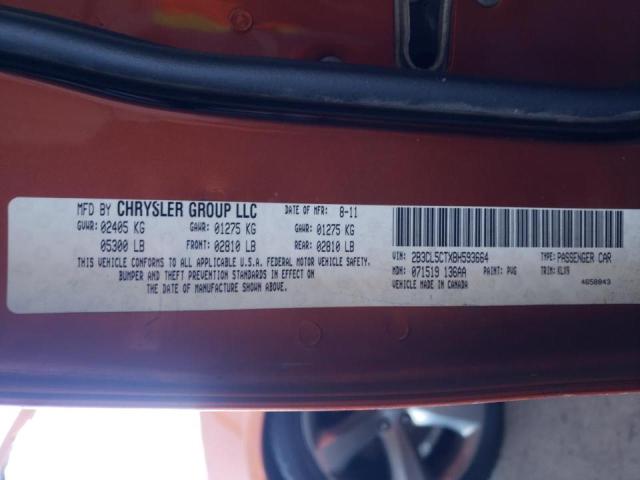 MFD BY CHRYSLER GROUP LLC DATE OF MFR: 8-11
GVWR: 02405 KG GAWR: 01275 KG GAWR: 01275 KG
05300 LB FRONT: 02810 LB REAR: 02810 LB
THIS VEHICLE CONFORMS TO ALL APPLICABLE U.S.A. FEDERAL MOTOR VEHICLE SAFETY,
BUMPER AND THEFT PREVENTION STANDARDS IN EFFECT ON
THE DATE OF MANUFACTURE SHOWN ABOVE.
VIN: 2B3CL5CTXBH593664 TYPE: PASSENGER CAR
MDH: 071519 136AA PAINT: PVG TRIM: KLX9
VEHICLE MADE IN CANADA 4658843